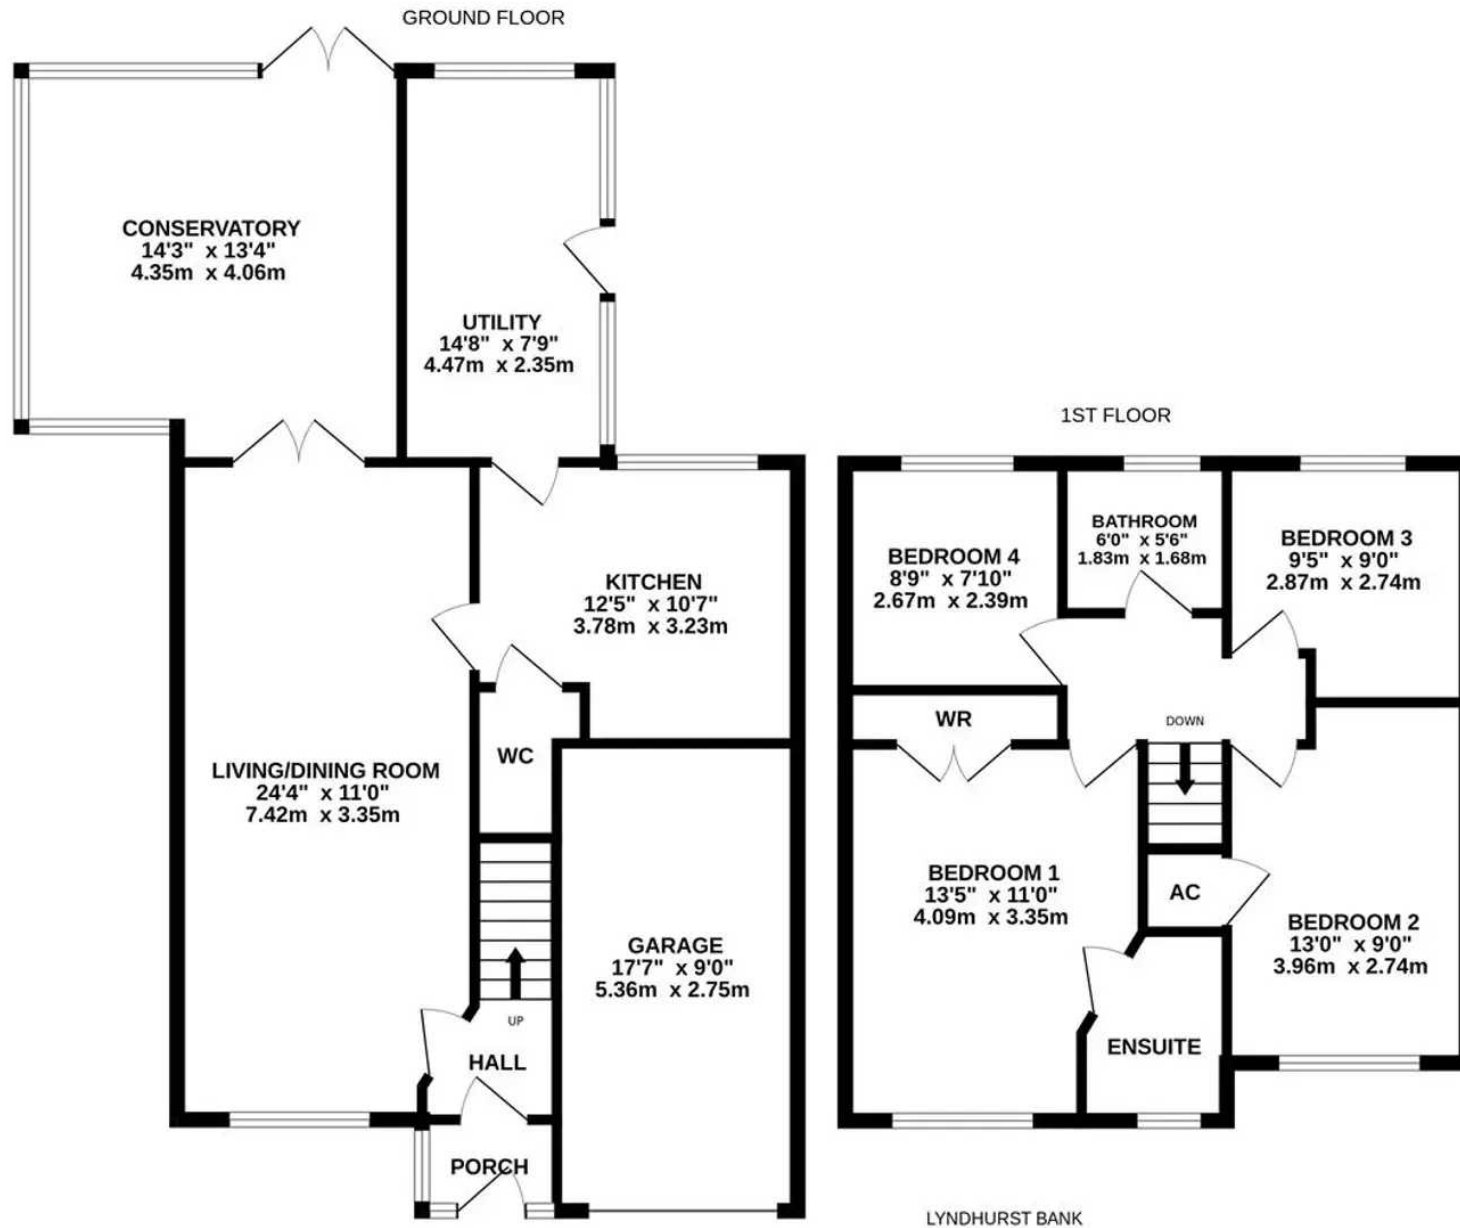 GROUND FLOOR
CONSERVATORY
14'3" x 13'4"
4.35m x 4.06m
UTILITY
14'8" x 7'9"
4.47m x 2.35m
KITCHEN
12'5" x 10'7"
3.78m x 3.23m
WC
LIVING/DINING ROOM
24'4" x 11'0"
7.42m x 3.35m
GARAGE
17'7" x 9'0"
5.36m x 2.75m
UP
HALL
PORCH
1ST FLOOR
BATHROOM
6'0" x 5'6"
1.83m x 1.68m
BEDROOM 3
9'5" x 9'0"
2.87m x 2.74m
BEDROOM 4
8'9" x 7'10"
2.67m x 2.39m
WR
DOWN
BEDROOM 1
13'5" x 11'0"
4.09m x 3.35m
AC
BEDROOM 2
13'0" x 9'0"
3.96m x 2.74m
ENSUITE
LYNDHURST BANK